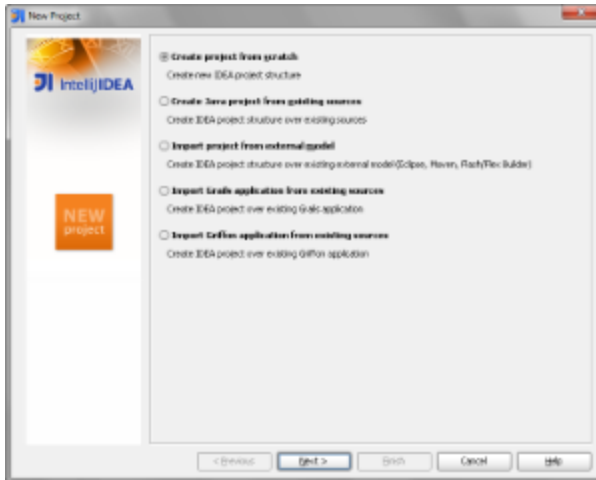 New Project
IntelliJIDEA
NEW
project
Create project from scratch
Create new IDEA project structure
Create Java project from existing sources
Create IDEA project structure over existing sources
Import project from external model
Create IDEA project structure over existing external model (Eclipse, Maven, Flash/Flex Builder)
Import Grails application from existing sources
Create IDEA project over existing Grails application
Import Griffon application from existing sources
Create IDEA project over existing Griffon application
< Previous
Next >
Finish
Cancel
Help